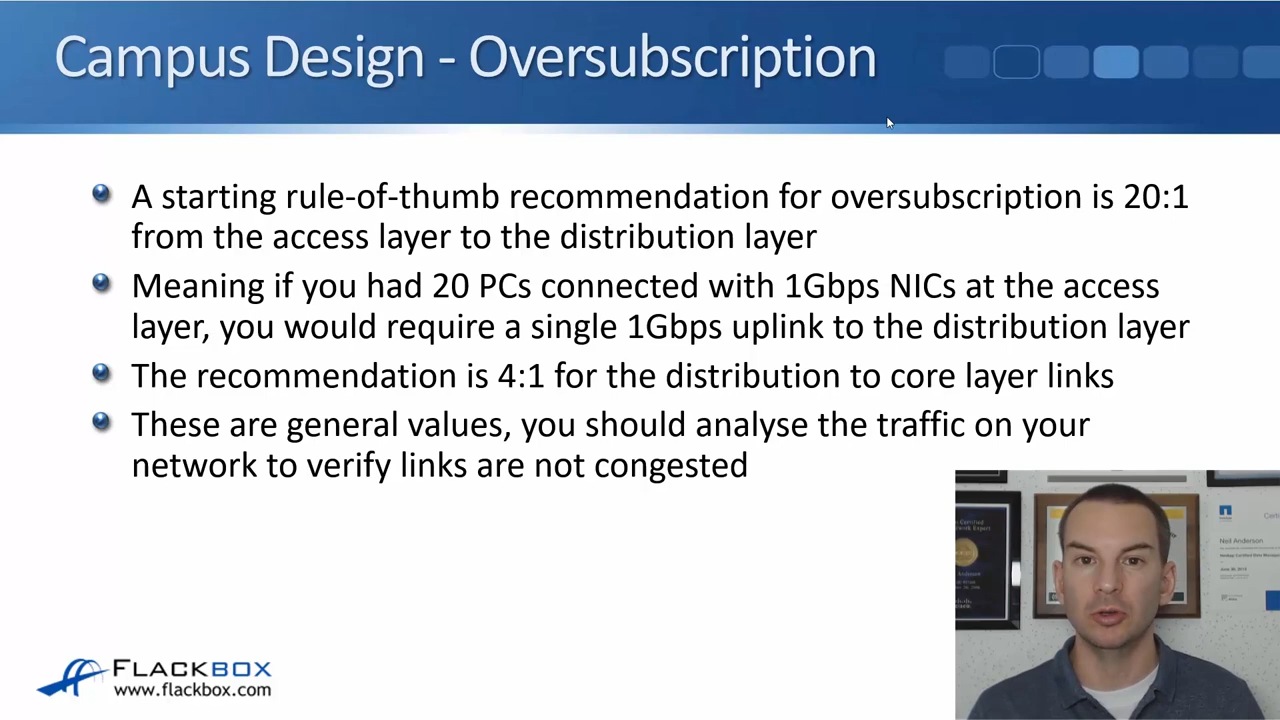 Campus Design - Oversubscription
A starting rule-of-thumb recommendation for oversubscription is 20:1
from the access layer to the distribution layer
Meaning if you had 20 PCs connected with 1Gbps NICs at the access
layer, you would require a single 1Gbps uplink to the distribution layer
The recommendation is 4:1 for the distribution to core layer links
These are general values, you should analyse the traffic on your
network to verify links are not congested
Neil Anderson
FLACKBOX
www.flackbox.com